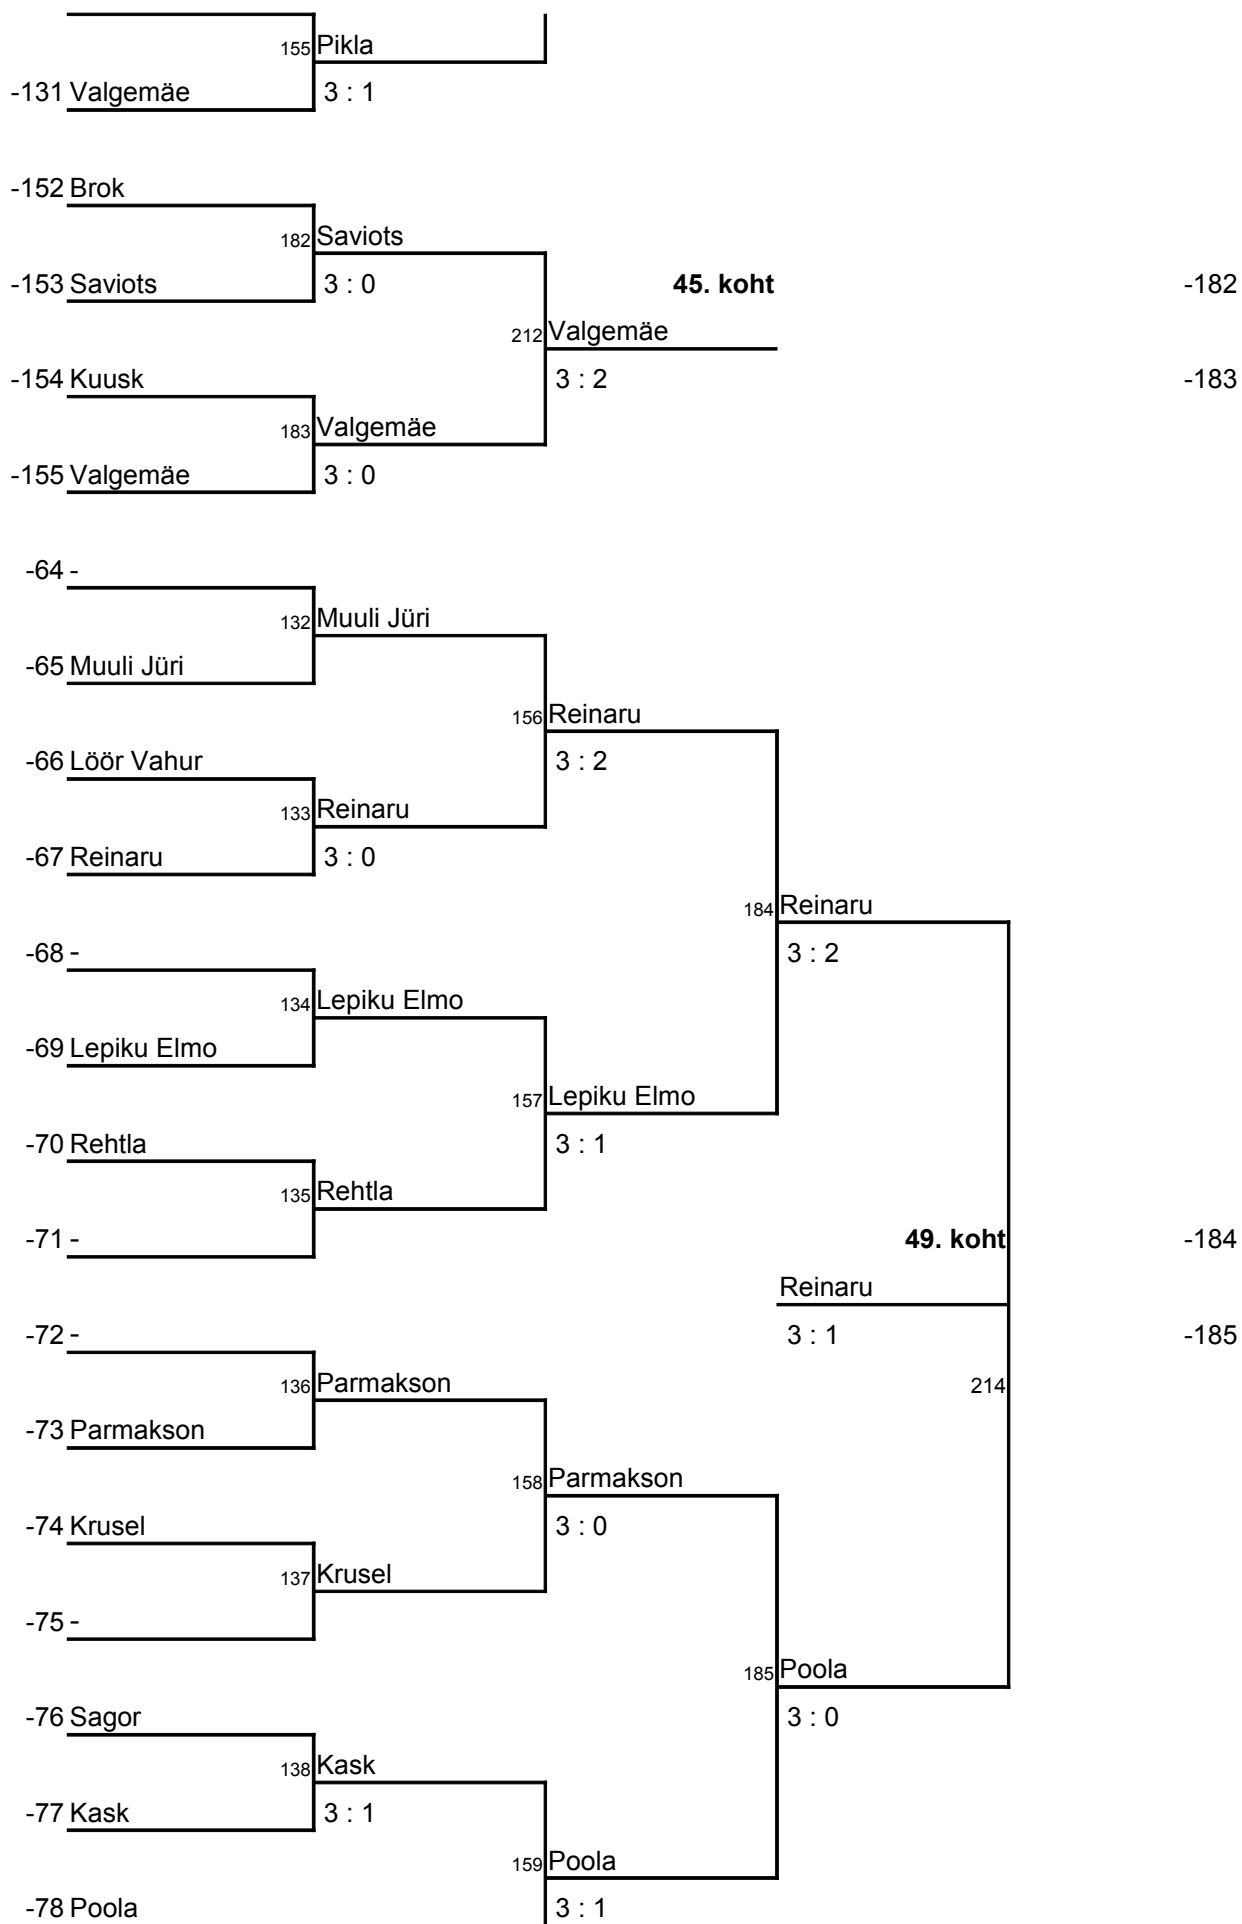 155 Pikla
-131 Valgemäe 3 : 1
-152 Brok
182 Saviots
-153 Saviots 3 : 0 45. koht -182
212 Valgemäe
-154 Kuusk 3 : 2 -183
183 Valgemäe
-155 Valgemäe 3 : 0
-64 -
132 Muuli Jüri
-65 Muuli Jüri
156 Reinaru
-66 Löör Vahur 3 : 2
133 Reinaru
-67 Reinaru 3 : 0
184 Reinaru
-68 - 3 : 2
134 Lepiku Elmo
-69 Lepiku Elmo
157 Lepiku Elmo
-70 Rehtla 3 : 1
135 Rehtla
-71 - 49. koht -184
Reinaru
-72 - 3 : 1 -185
136 Parmakson 214
-73 Parmakson
158 Parmakson
-74 Krusel 3 : 0
137 Krusel
-75 -
185 Poola
-76 Sagor 3 : 0
138 Kask
-77 Kask 3 : 1
159 Poola
-78 Poola 3 : 1